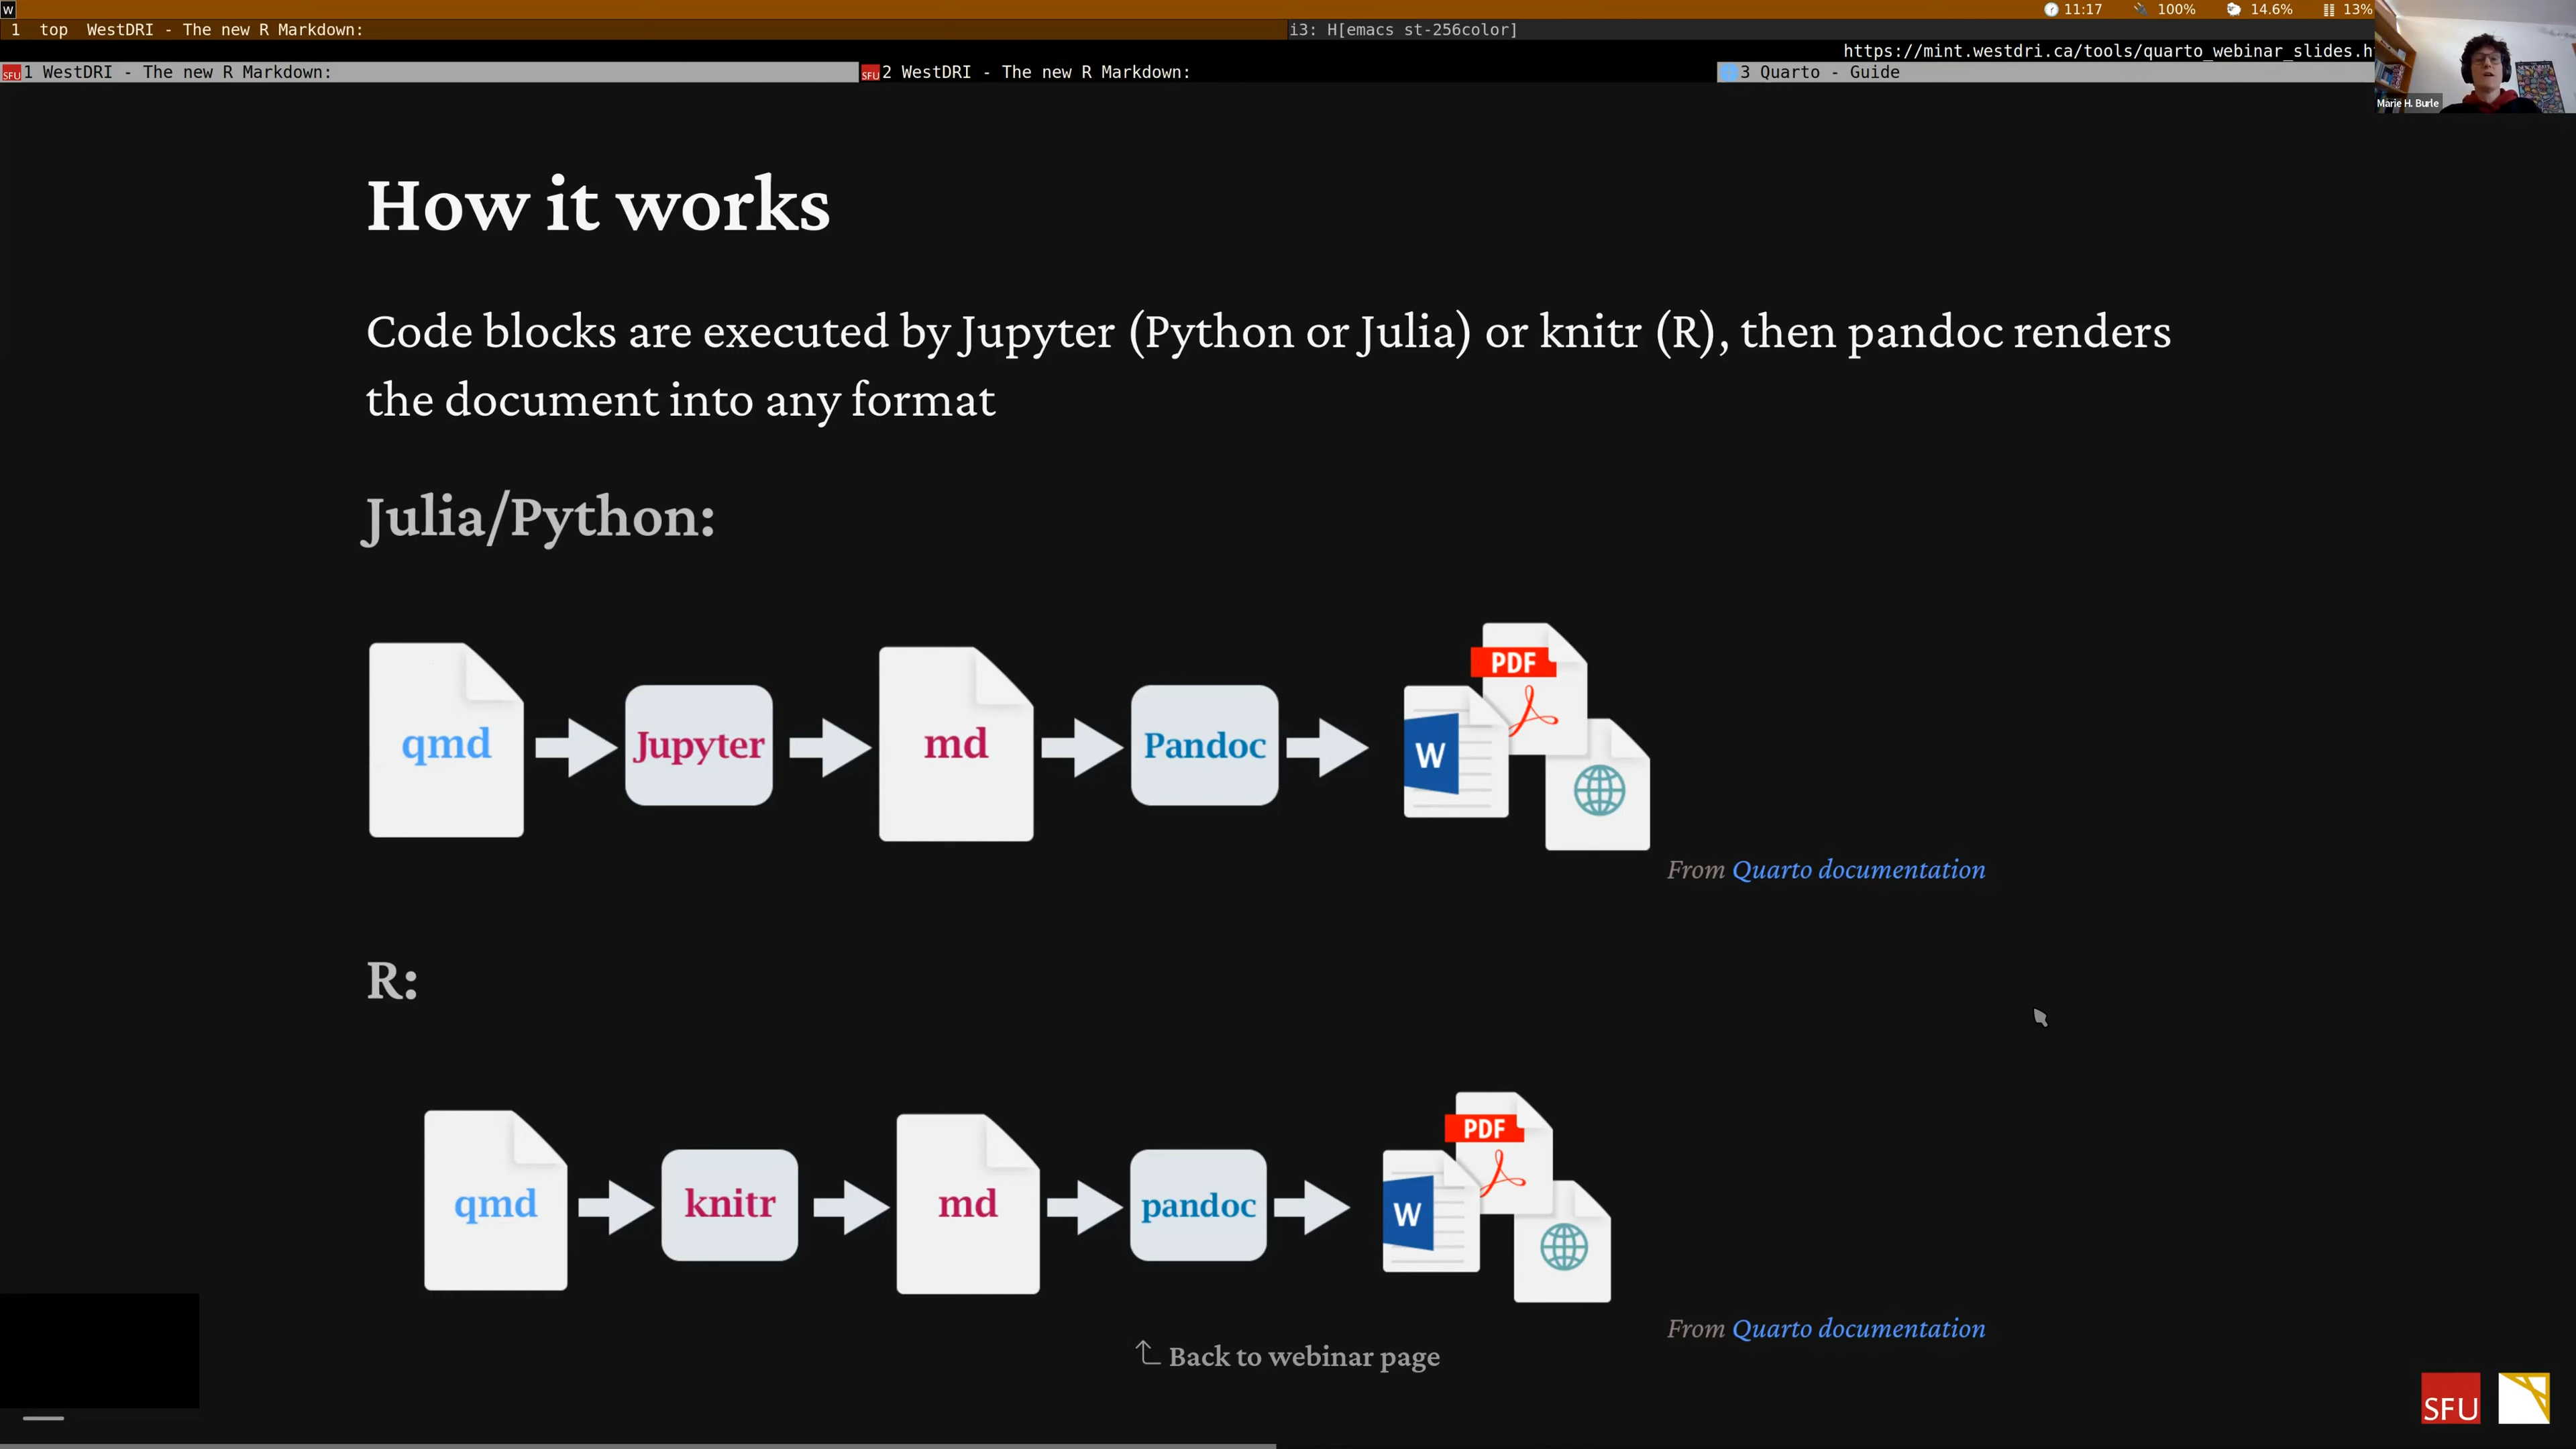 W
11:17 100% 14.6% 13%
1 top WestDRI - The new R Markdown: i3: H[emacs st-256color]
https://mint.westdri.ca/tools/quarto_webinar_slides.h
SFU 1 WestDRI - The new R Markdown: SFU 2 WestDRI - The new R Markdown: 3 Quarto - Guide
Marie H. Burle
How it works
Code blocks are executed by Jupyter (Python or Julia) or knitr (R), then pandoc renders
the document into any format
Julia/Python:
qmd Jupyter md Pandoc W PDF
From Quarto documentation
R:
qmd knitr md pandoc W PDF
From Quarto documentation
Back to webinar page
SFU